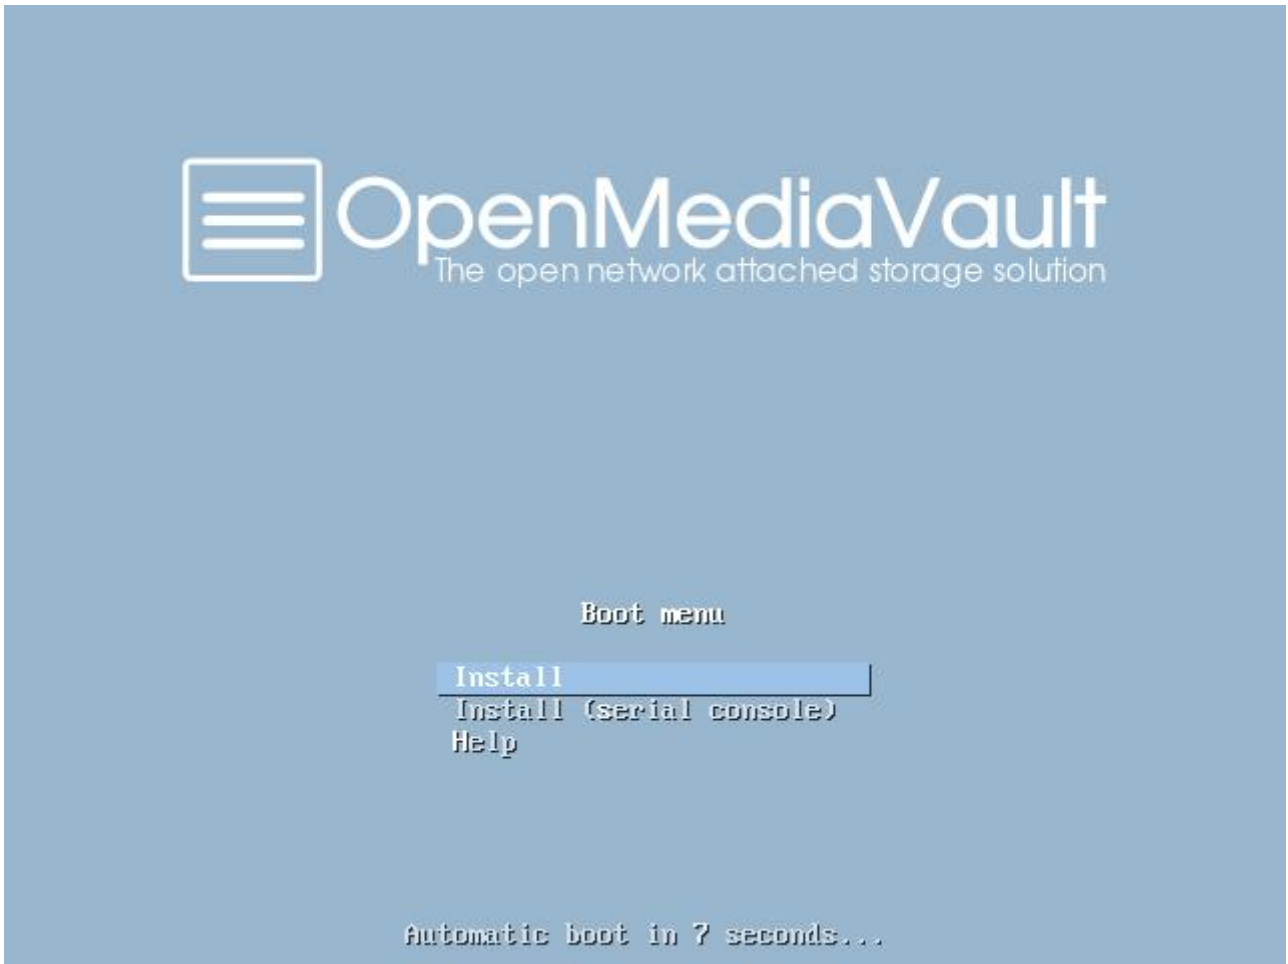 OpenMediaVault
The open network attached storage solution
Boot menu
Install
Install (serial console)
Help
Automatic boot in 7 seconds...